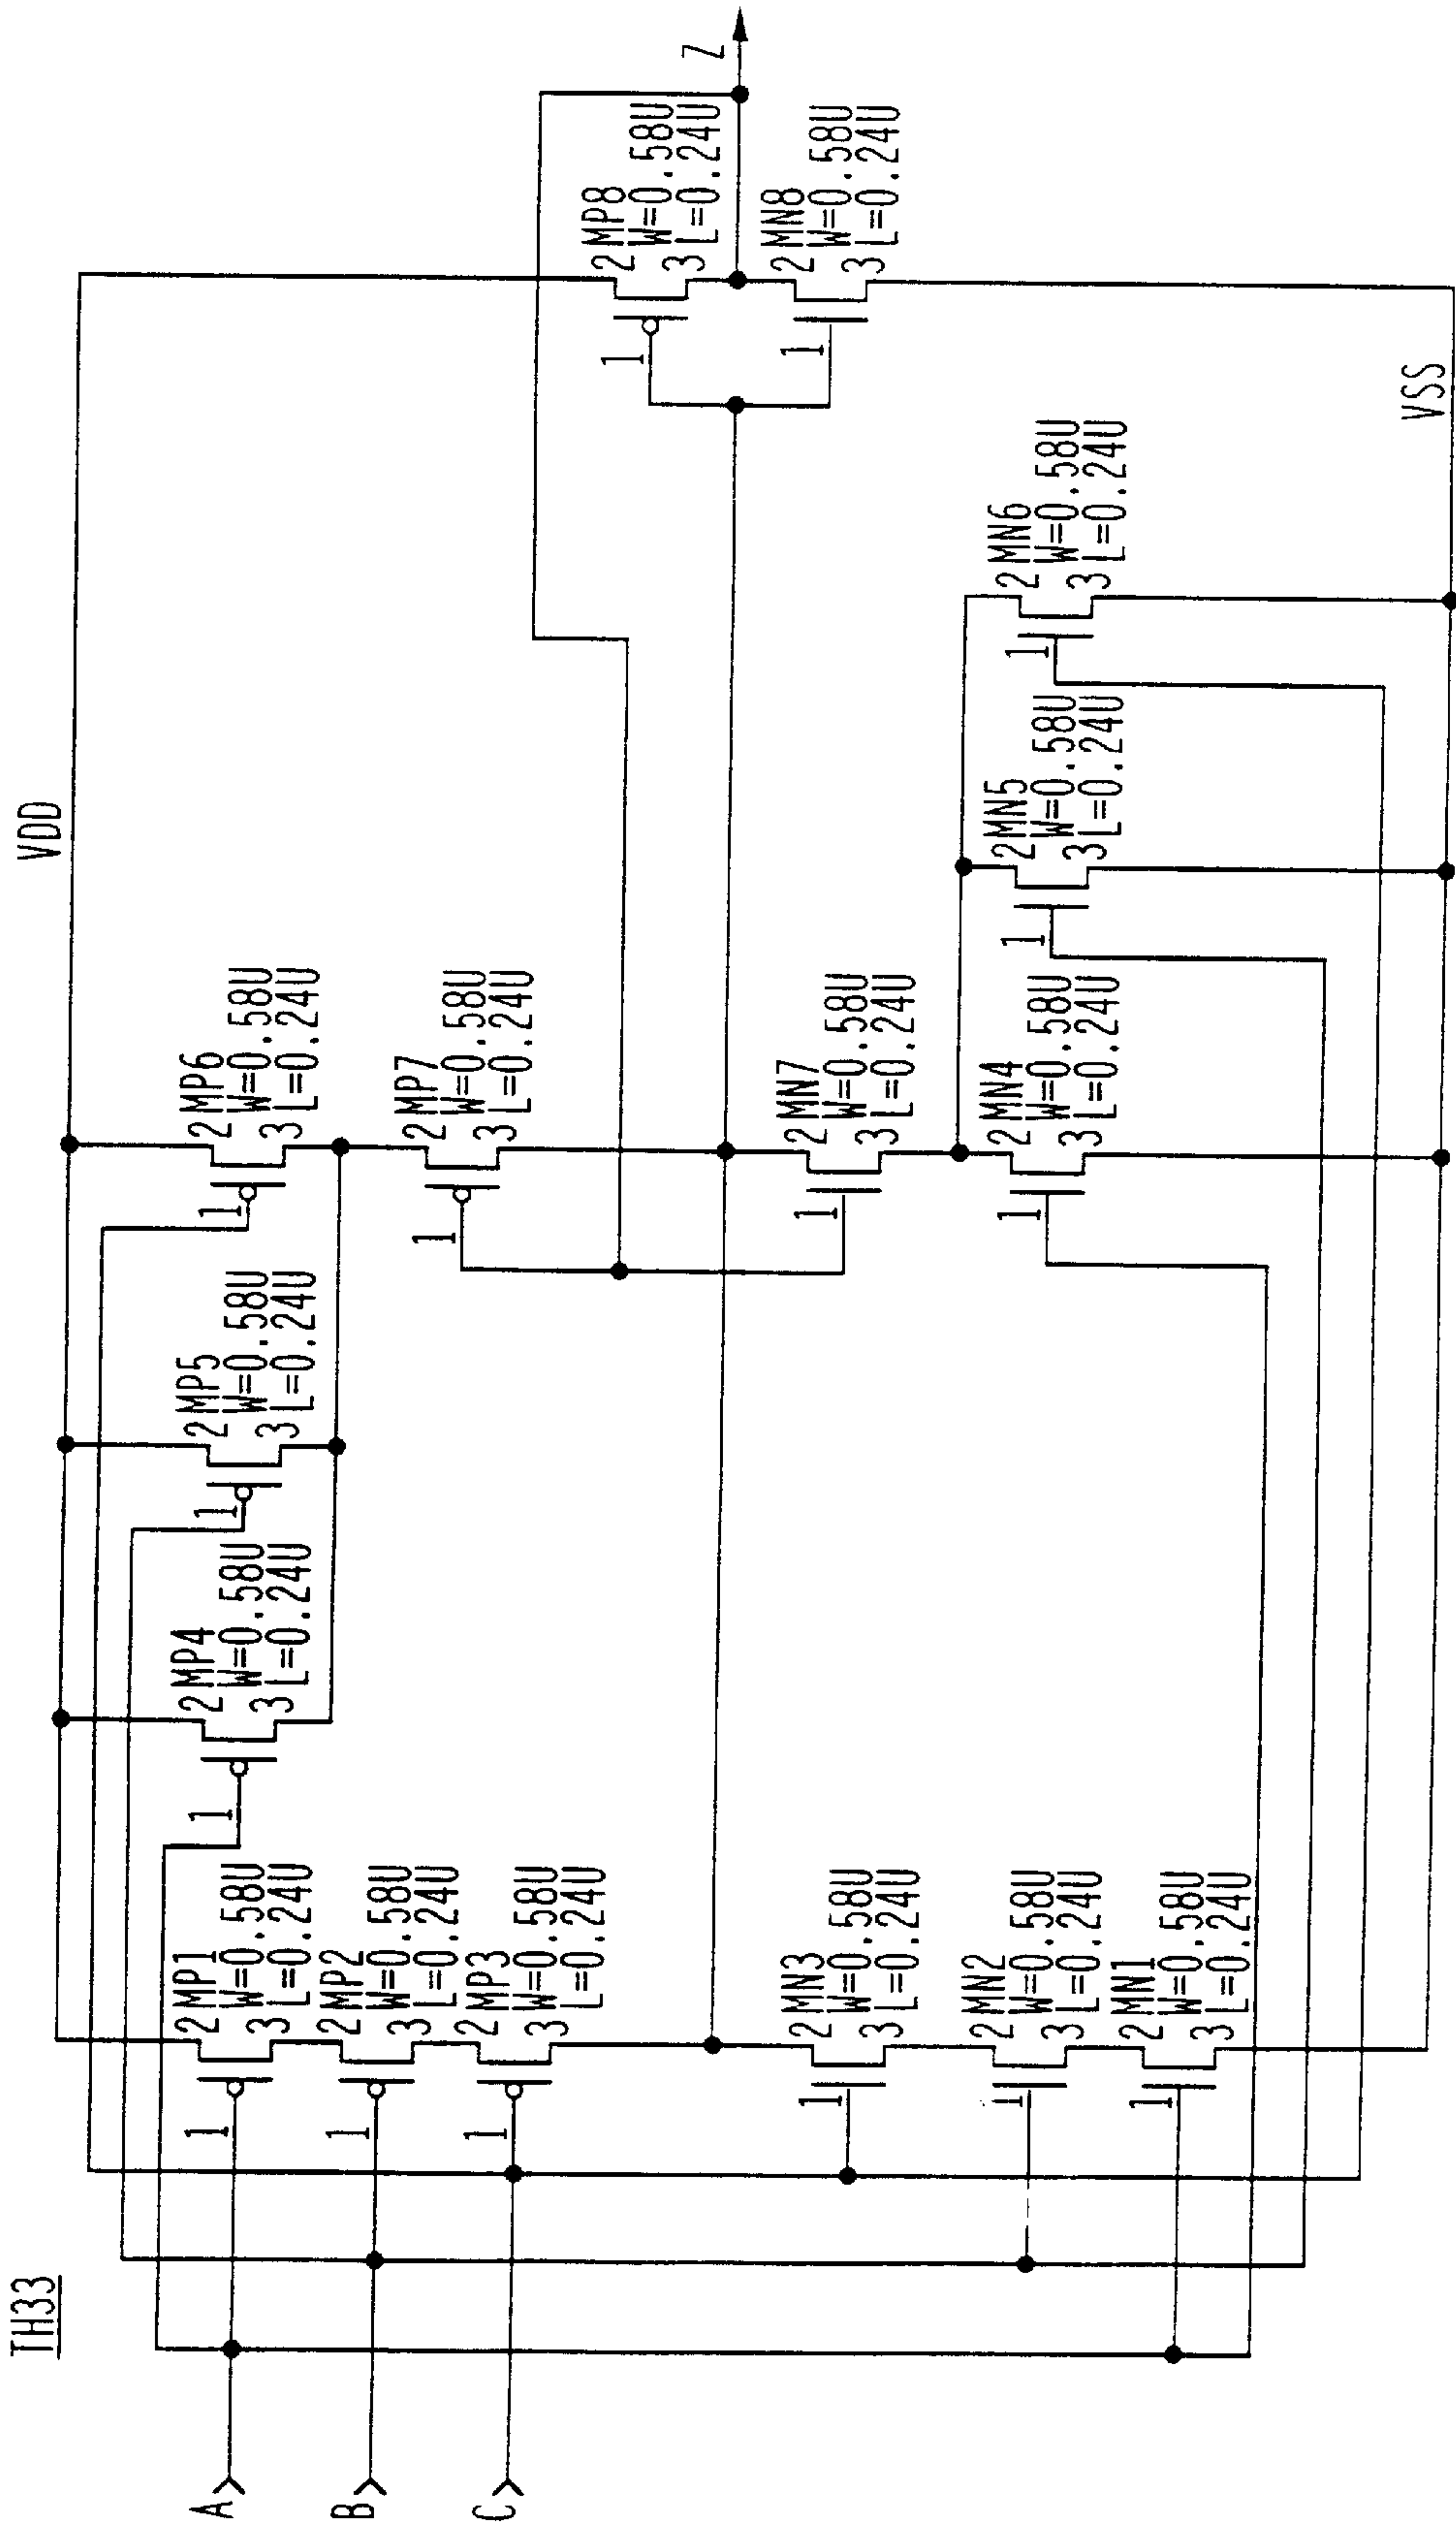 TH33
VDD
A
B
C
1
2
MP1
W=0.58U
L=0.24U
3
1
2
MP2
W=0.58U
L=0.24U
3
1
2
MP3
W=0.58U
L=0.24U
3
1
2
MN3
W=0.58U
L=0.24U
3
1
2
MN2
W=0.58U
L=0.24U
3
1
2
MN1
W=0.58U
L=0.24U
3
1
2
MP4
W=0.58U
L=0.24U
3
1
2
MP5
W=0.58U
L=0.24U
3
1
2
MP6
W=0.58U
L=0.24U
3
1
2
MP7
W=0.58U
L=0.24U
3
1
2
MN7
W=0.58U
L=0.24U
3
1
2
MN4
W=0.58U
L=0.24U
3
1
2
MN5
W=0.58U
L=0.24U
3
1
2
MN6
W=0.58U
L=0.24U
3
1
2
MP8
W=0.58U
L=0.24U
3
1
2
MN8
W=0.58U
L=0.24U
3
Z
VSS